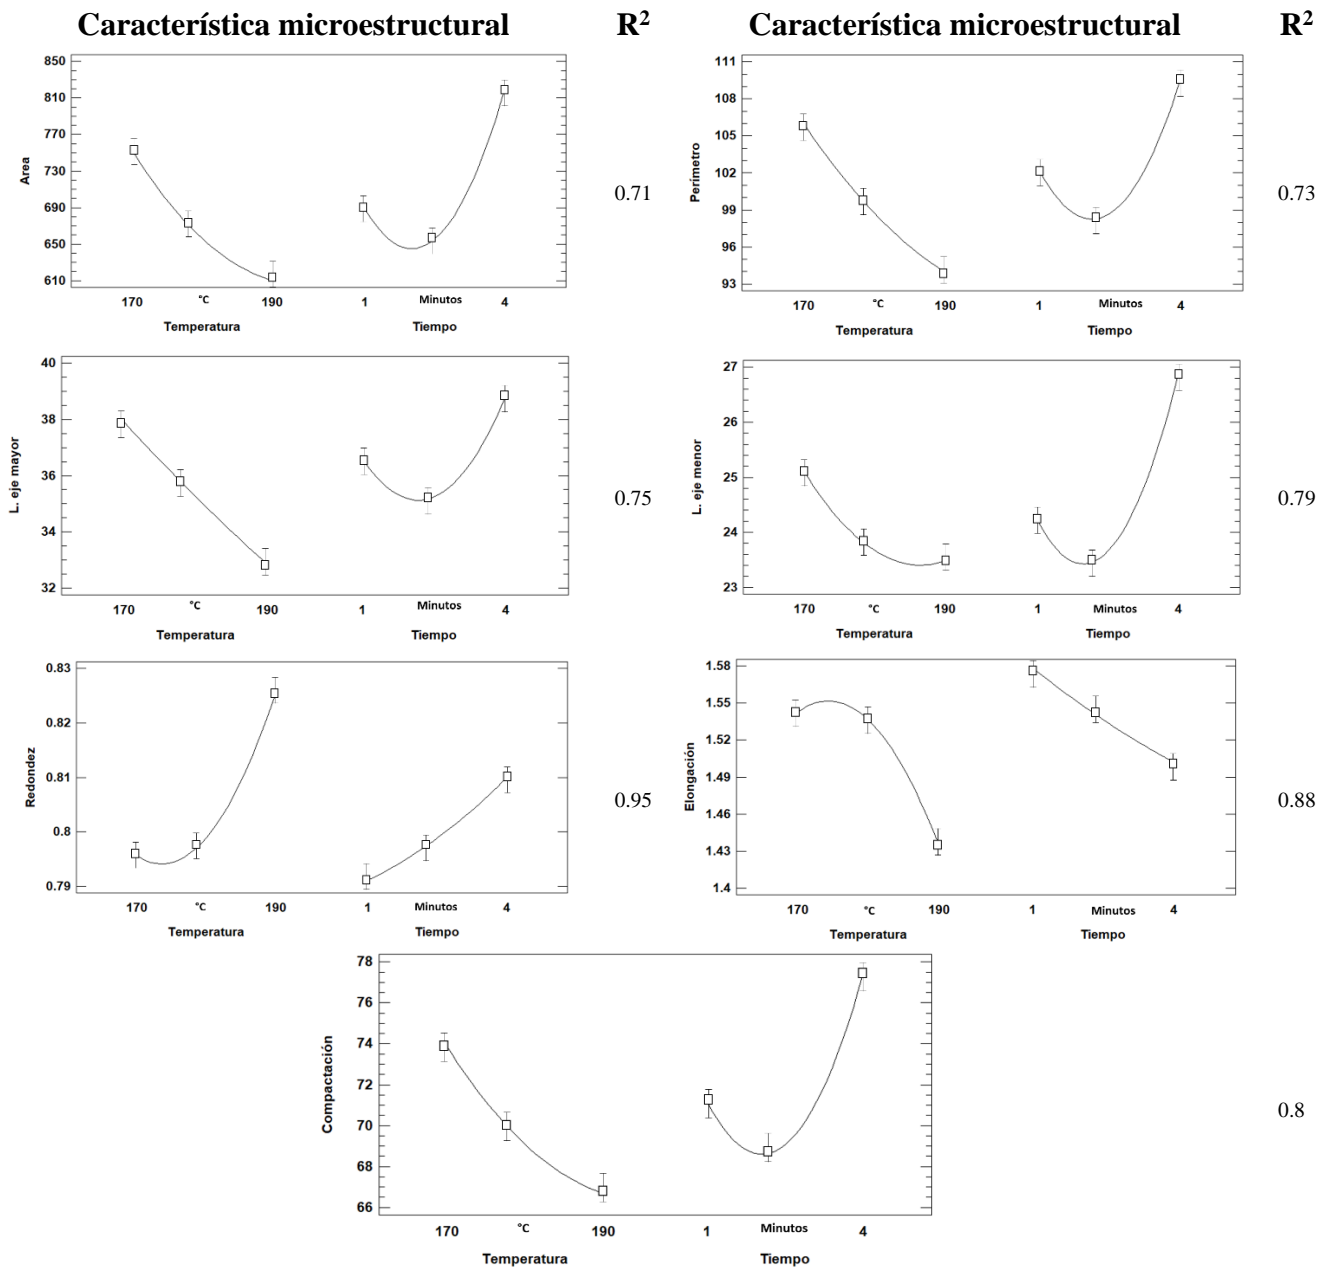 Característica microestructural R² Característica microestructural R²
850
810
770
730
690
650
610
Area
170 °C 190 1 Minutos 4
Temperatura Tiempo
0.71
111
108
105
102
99
96
93
Perímetro
170 °C 190 1 Minutos 4
Temperatura Tiempo
0.73
40
38
36
34
33
32
L. eje mayor
170 °C 190 1 Minutos 4
Temperatura Tiempo
0.75
27
26
25
24
23
L. eje menor
170 °C 190 1 Minutos 4
Temperatura Tiempo
0.79
0.83
0.82
0.81
0.8
0.79
Redondez
170 °C 190 1 Minutos 4
Temperatura Tiempo
0.95
1.58
1.55
1.52
1.49
1.46
1.43
1.4
Elongación
170 °C 190 1 Minutos 4
Temperatura Tiempo
0.88
78
76
74
72
70
68
66
Compactación
170 °C 190 1 Minutos 4
Temperatura Tiempo
0.8